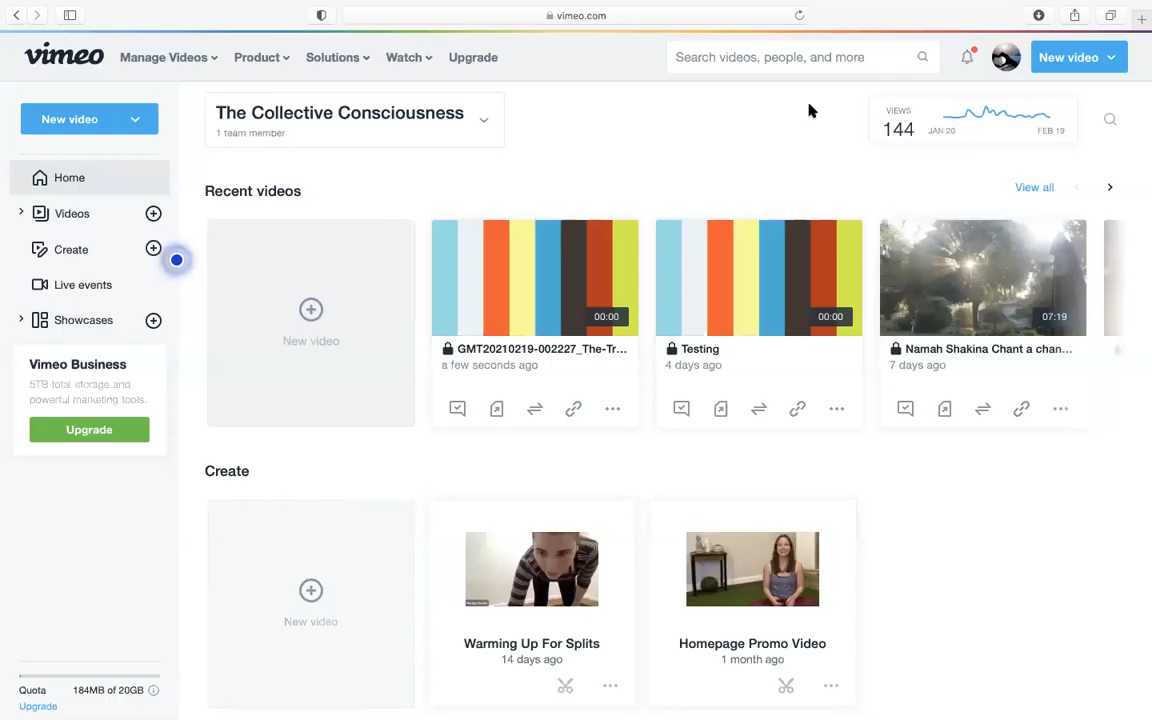 vimeo.com
vimeo
Manage Videos
Product
Solutions
Watch
Upgrade
Search videos, people, and more
New video
New video
Home
Videos
Create
Live events
Showcases
Vimeo Business
5TB total storage and
powerful marketing tools.
Upgrade
Quota
184MB of 20GB
Upgrade
The Collective Consciousness
1 team member
VIEWS
144
JAN 20
FEB 19
Recent videos
View all
New video
00:00
GMT20210219-002227_The-Tr...
a few seconds ago
00:00
Testing
4 days ago
07:19
Namah Shakina Chant a chan...
7 days ago
Create
New video
Warming Up For Splits
14 days ago
Homepage Promo Video
1 month ago